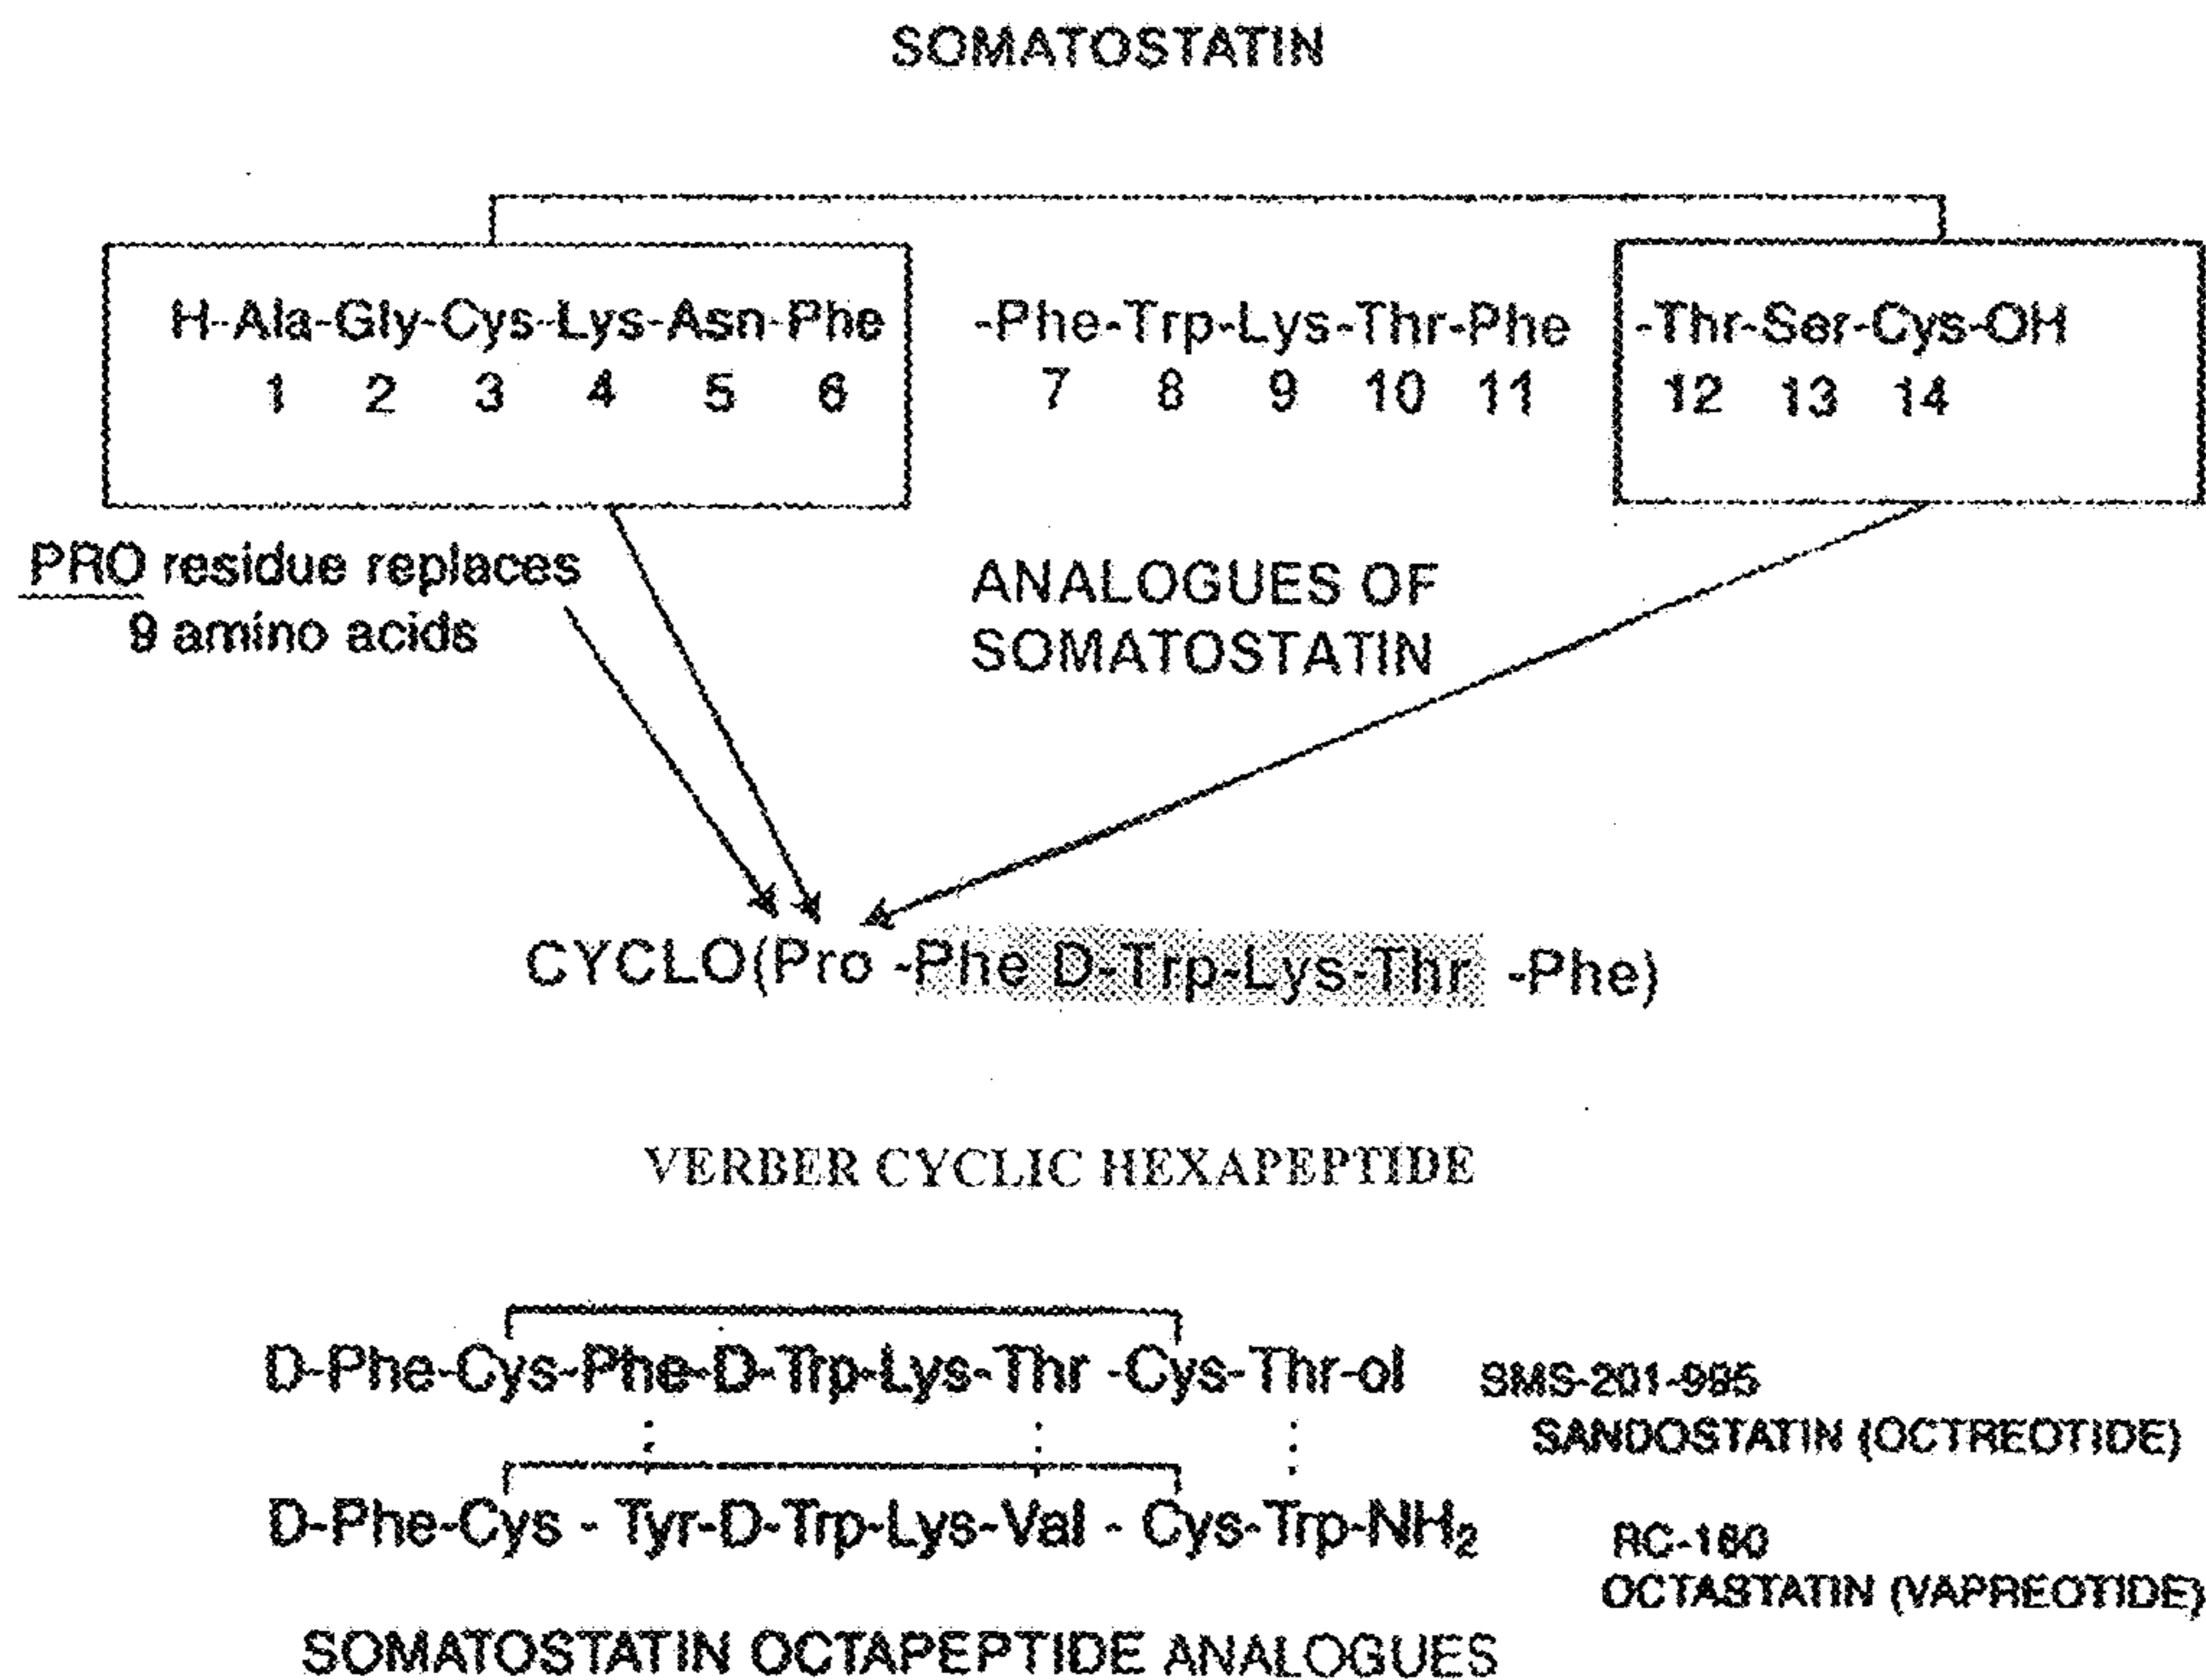 SOMATOSTATIN
H-Ala-Gly-Cys-Lys-Asn-Phe -Phe-Trp-Lys-Thr-Phe -Thr-Ser-Cys-OH
1 2 3 4 5 6 7 8 9 10 11 12 13 14
PRO residue replaces
9 amino acids
ANALOGUES OF
SOMATOSTATIN
CYCLO(Pro -Phe D-Trp-Lys-Thr -Phe)
VERBER CYCLIC HEXAPEPTIDE
D-Phe-Cys-Phe-D-Trp-Lys-Thr -Cys-Thr-ol SMS-201-995
SANDOSTATIN (OCTREOTIDE)
D-Phe-Cys - Tyr-D-Trp-Lys-Val - Cys-Trp-NH₂ RC-160
OCTASTATIN (VAPREOTIDE)
SOMATOSTATIN OCTAPEPTIDE ANALOGUES